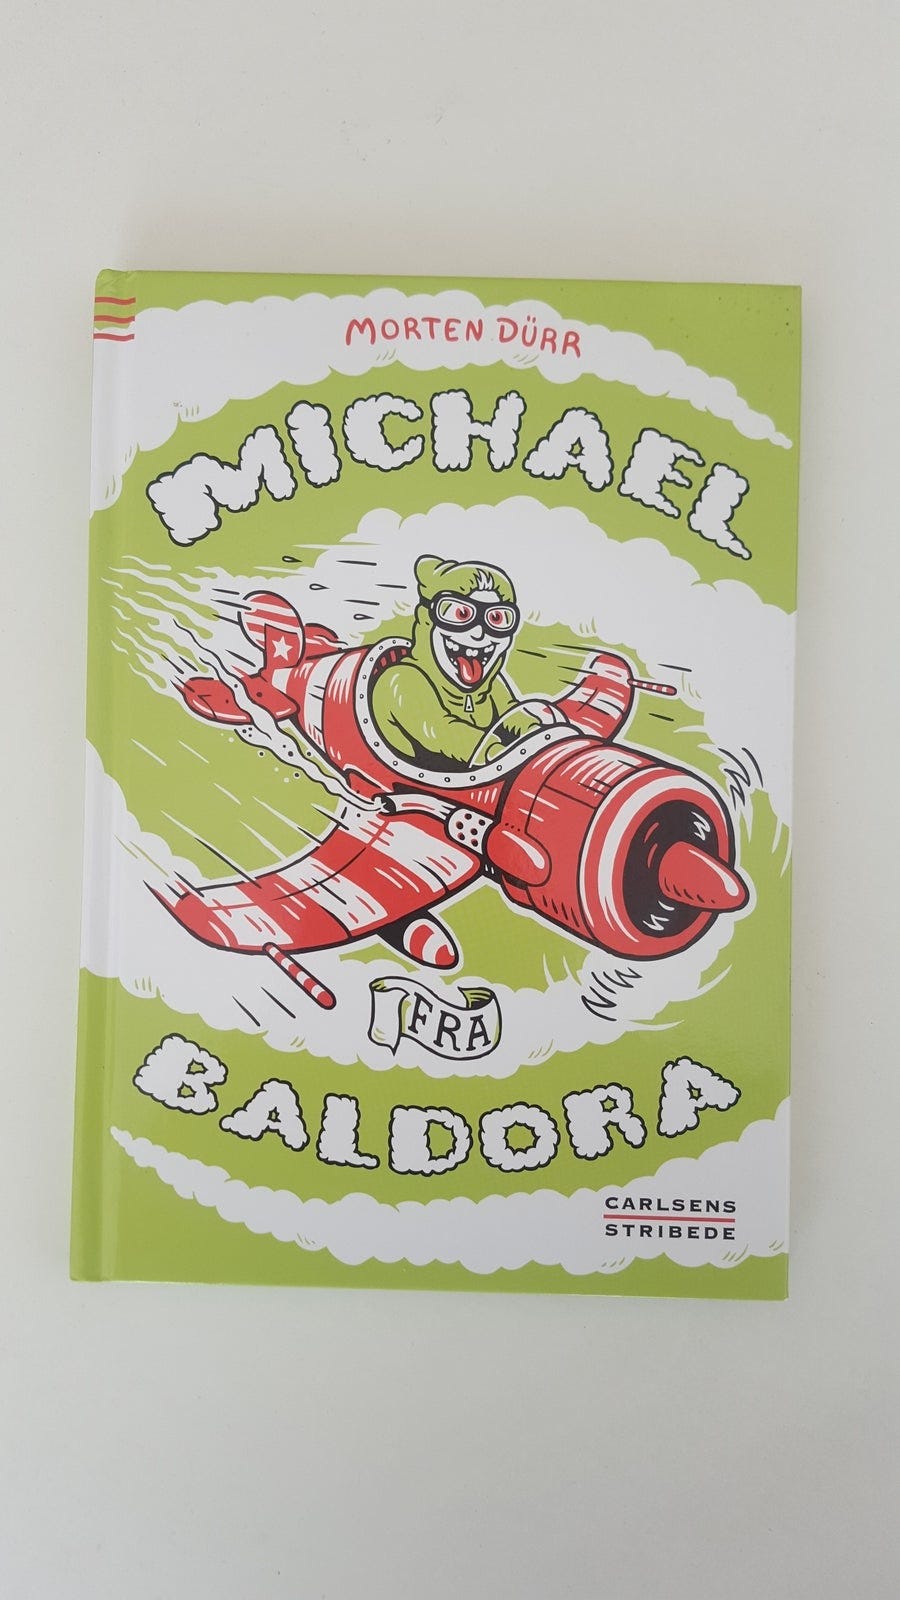 MORTEN DÜRR
MICHAEL
FRA
BALDORA
CARLSENS
STRIBEDE